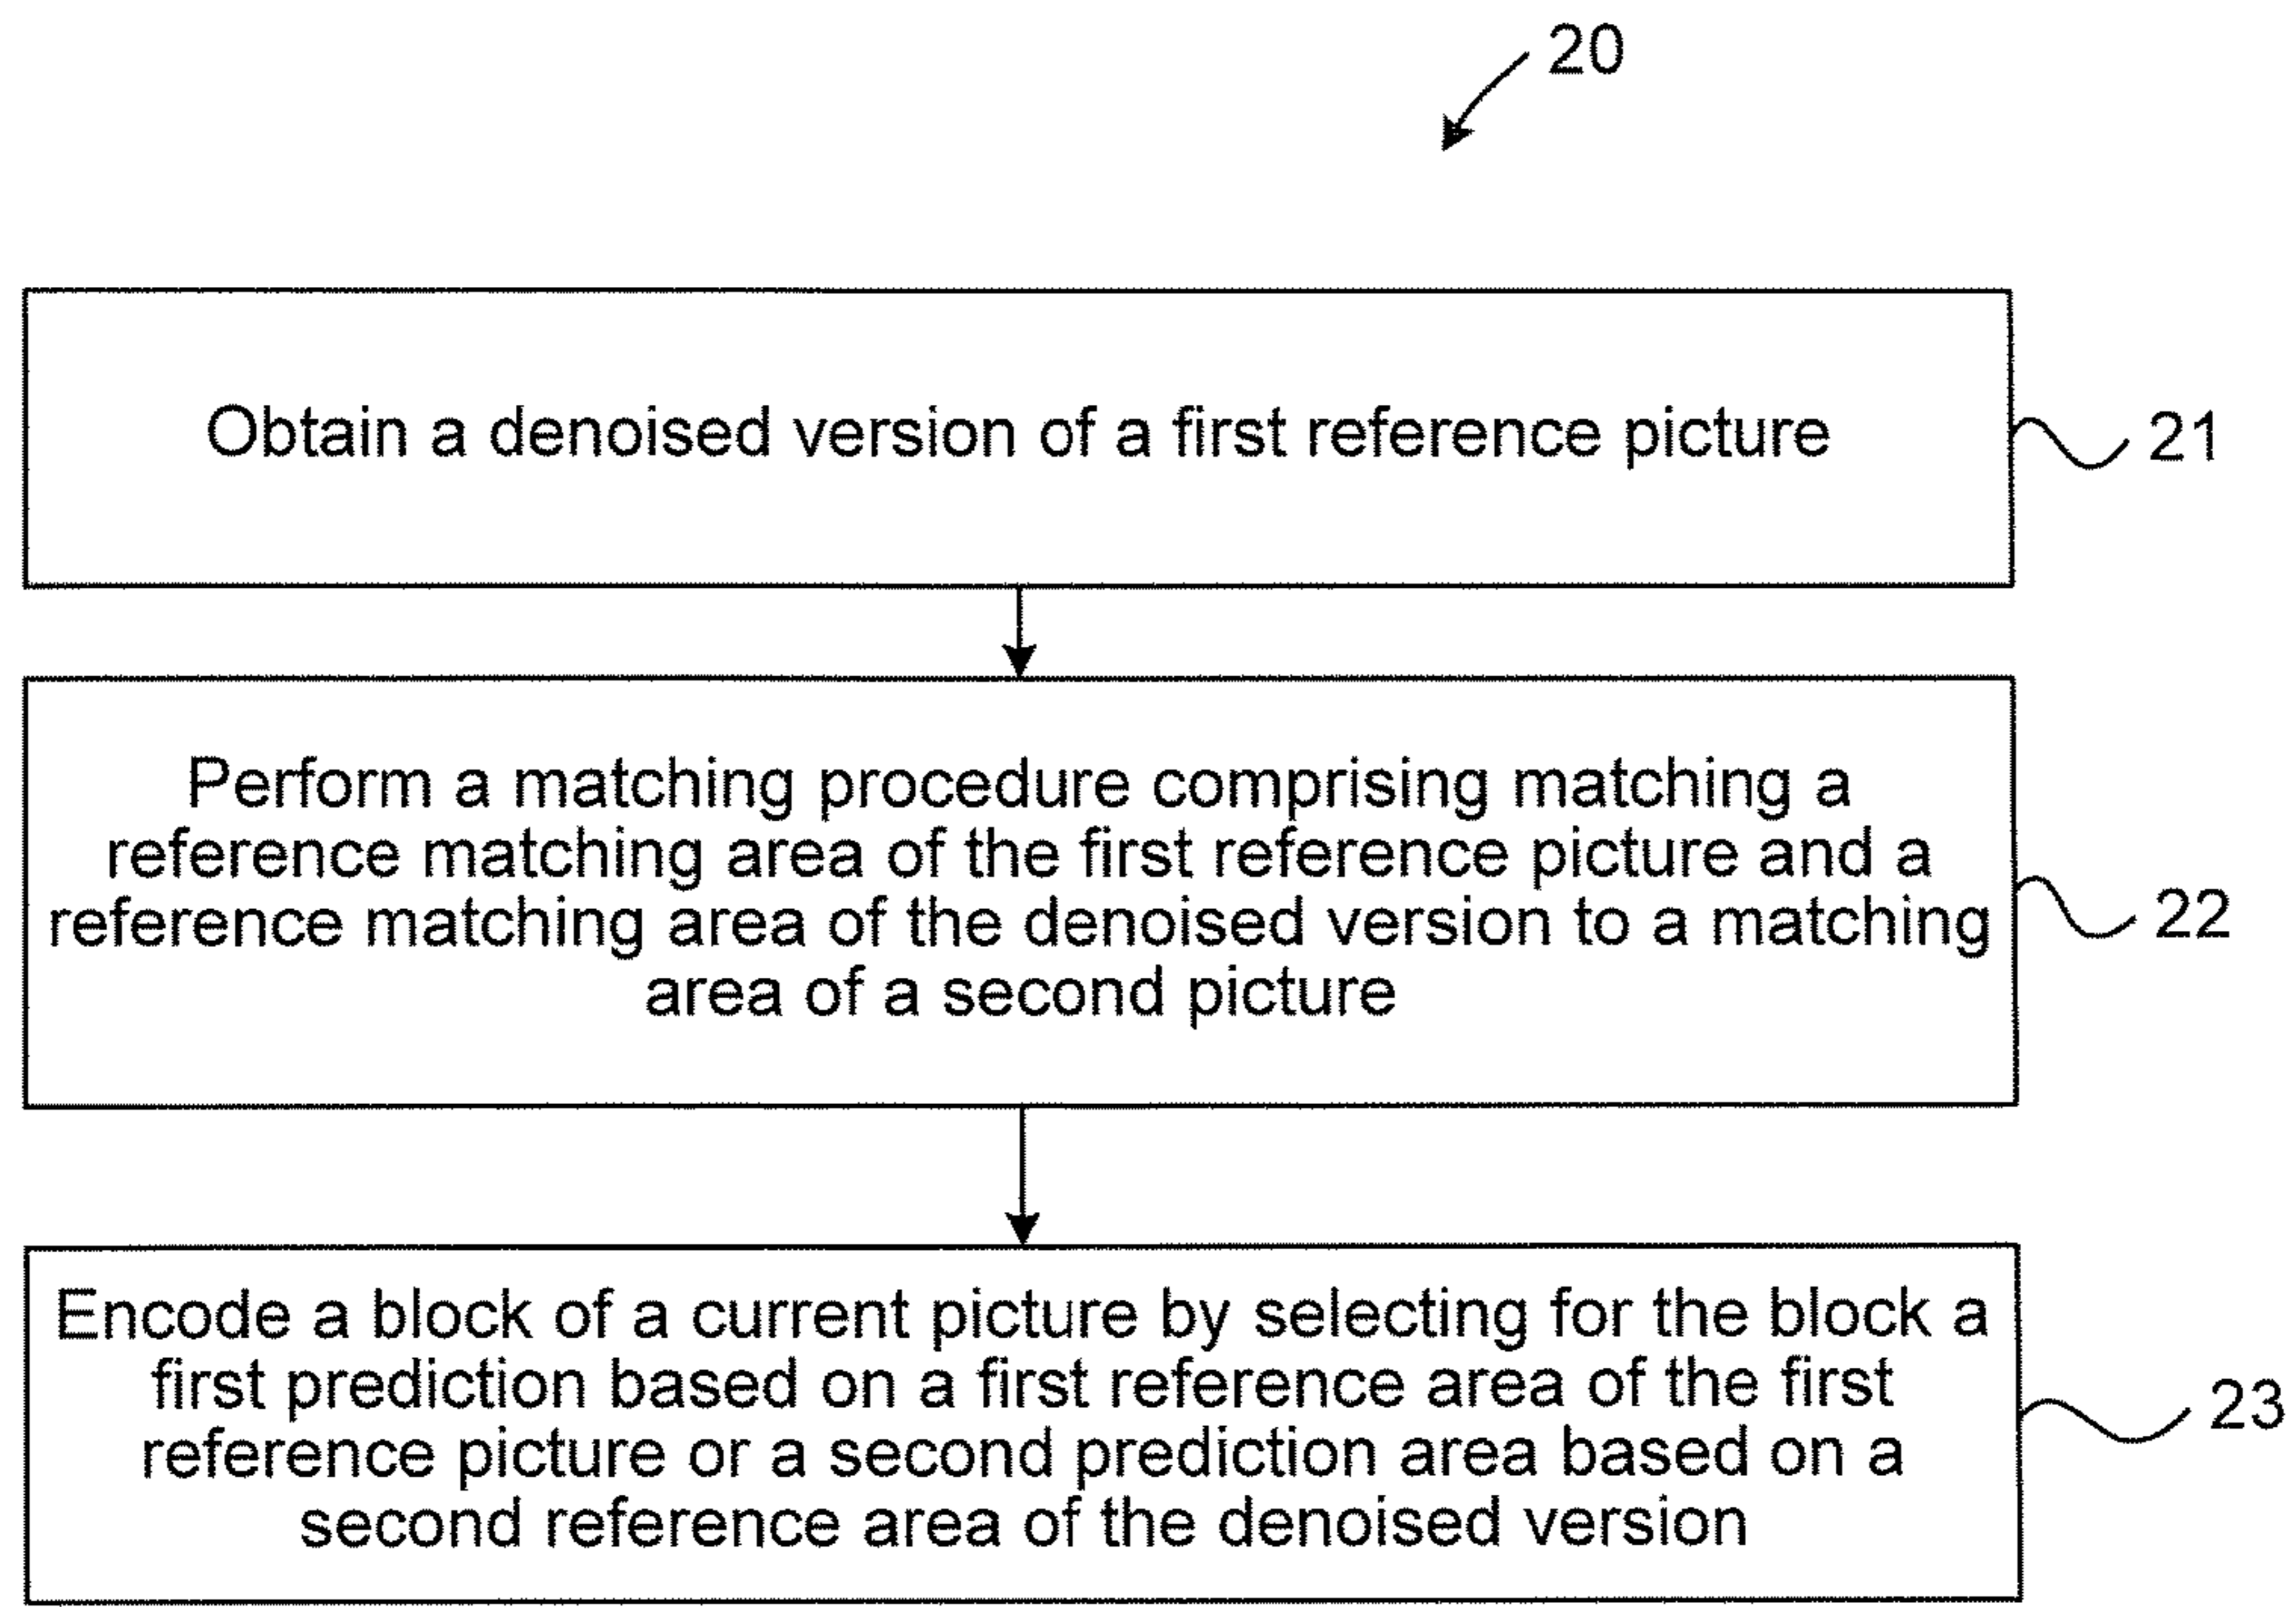 20
Obtain a denoised version of a first reference picture
21
Perform a matching procedure comprising matching a
reference matching area of the first reference picture and a
reference matching area of the denoised version to a matching
area of a second picture
22
Encode a block of a current picture by selecting for the block a
first prediction based on a first reference area of the first
reference picture or a second prediction area based on a
second reference area of the denoised version
23